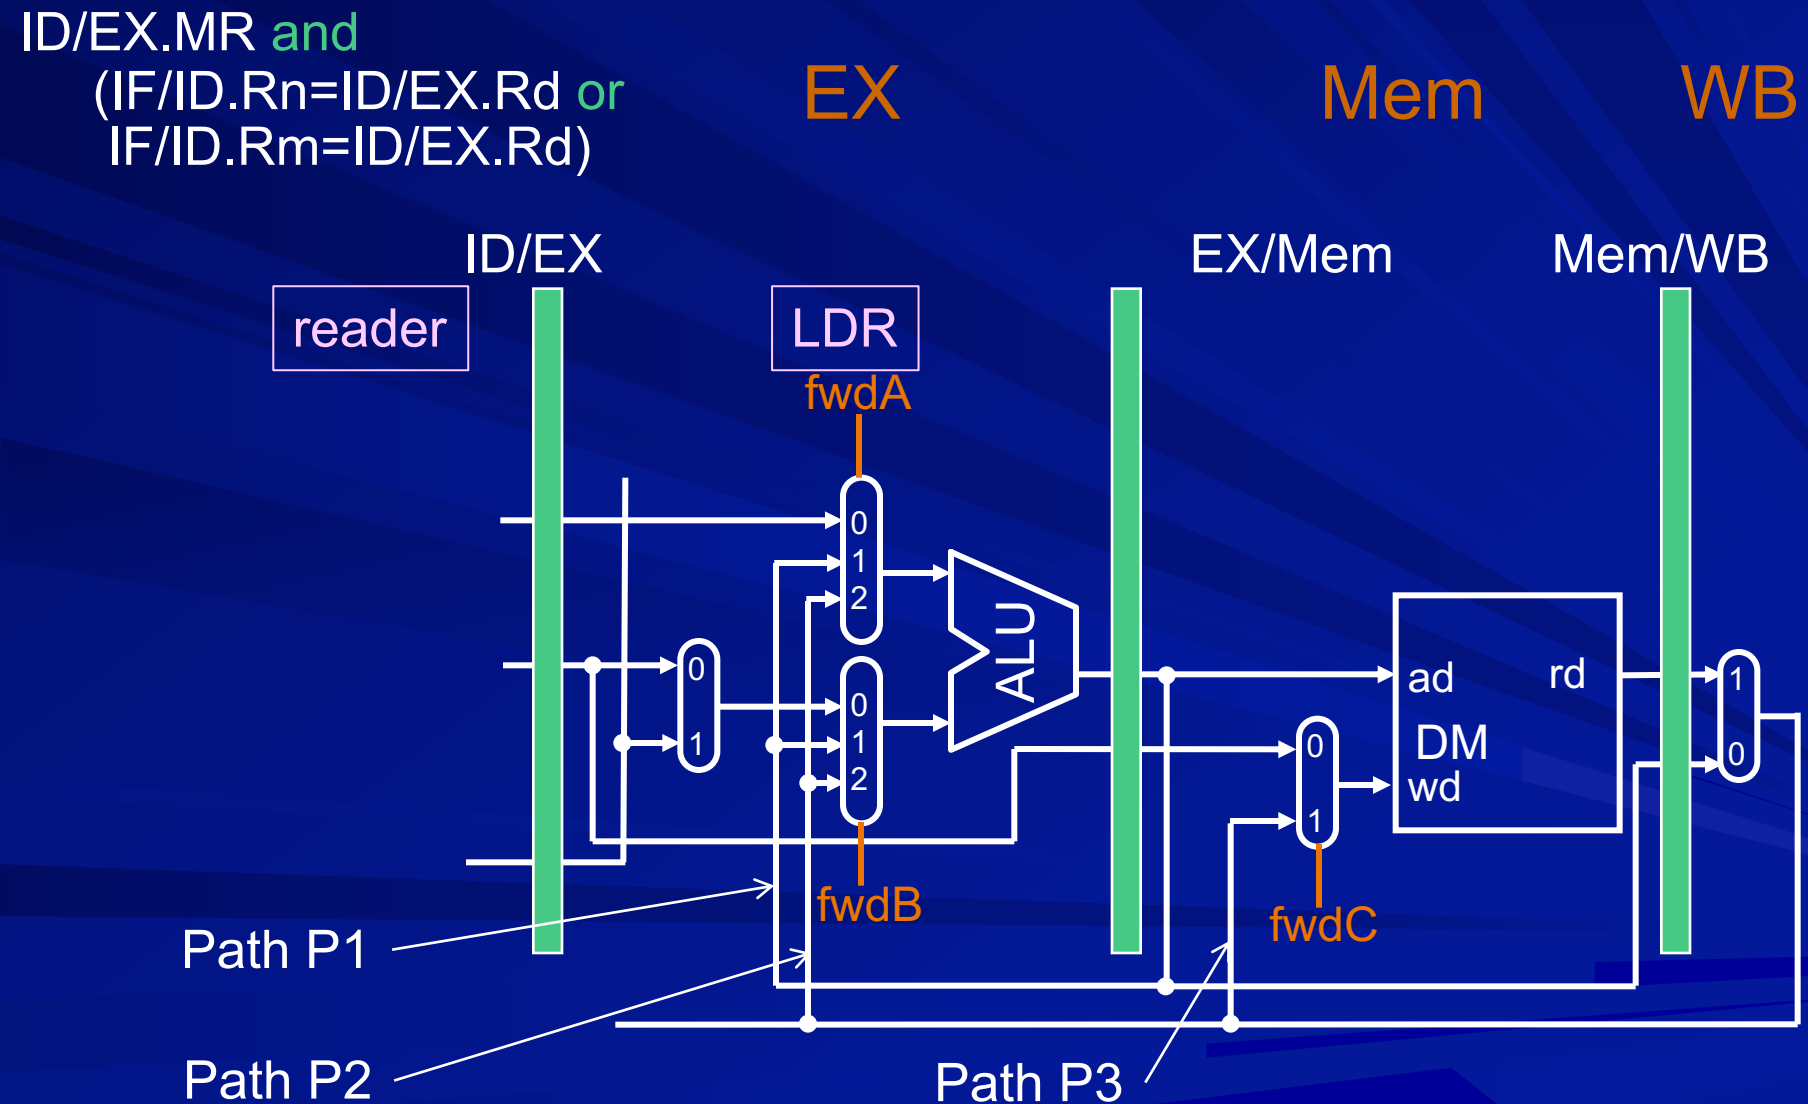 ID/EX.MR and
(IF/ID.Rn=ID/EX.Rd or
IF/ID.Rm=ID/EX.Rd)
EX
Mem
WB
ID/EX
EX/Mem
Mem/WB
reader
LDR
fwdA
0
1
2
ALU
0
1
0
1
2
fwdB
ad
rd
DM
wd
0
1
fwdC
1
0
Path P1
Path P2
Path P3